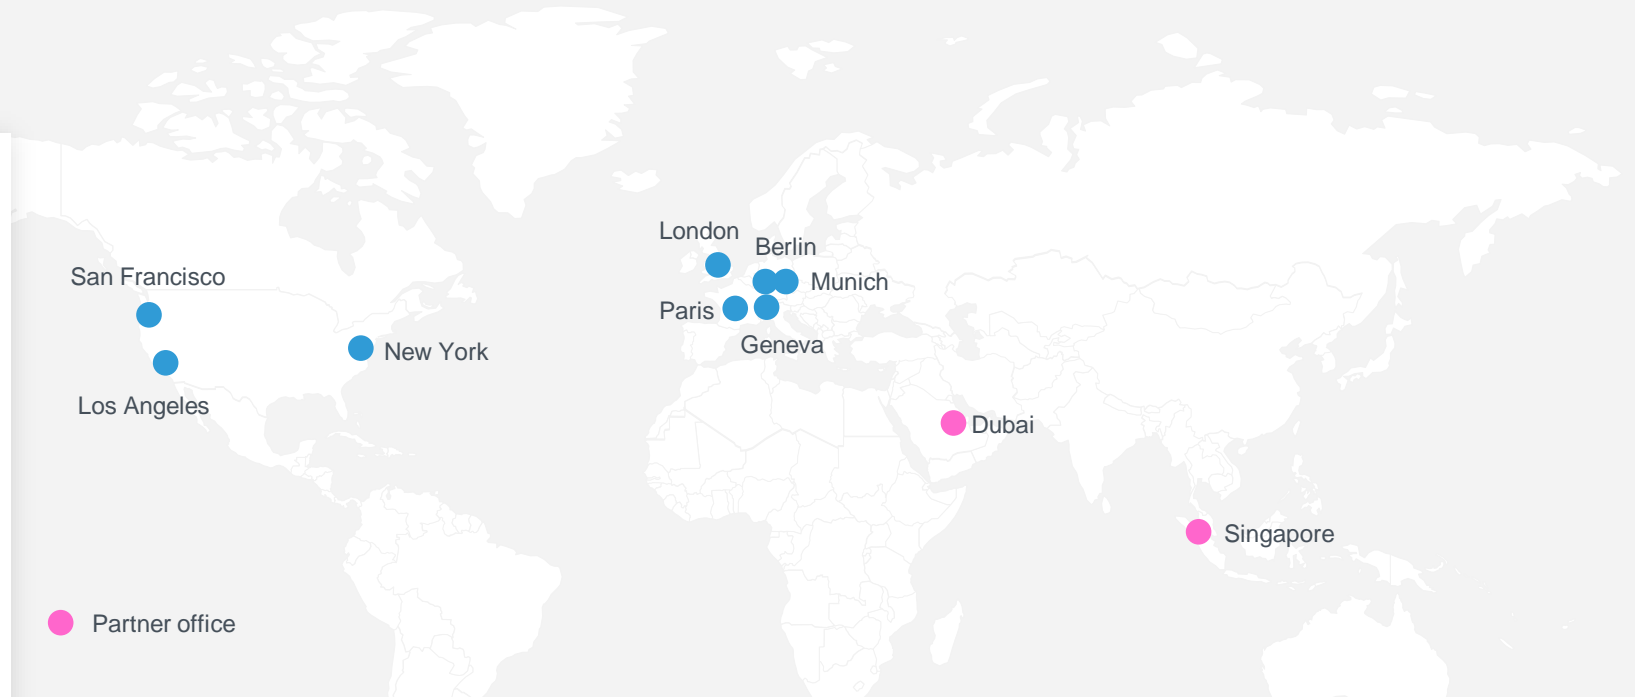 London
Berlin
San Francisco
Munich
Paris
Geneva
New York
Los Angeles
Dubai
Singapore
Partner office